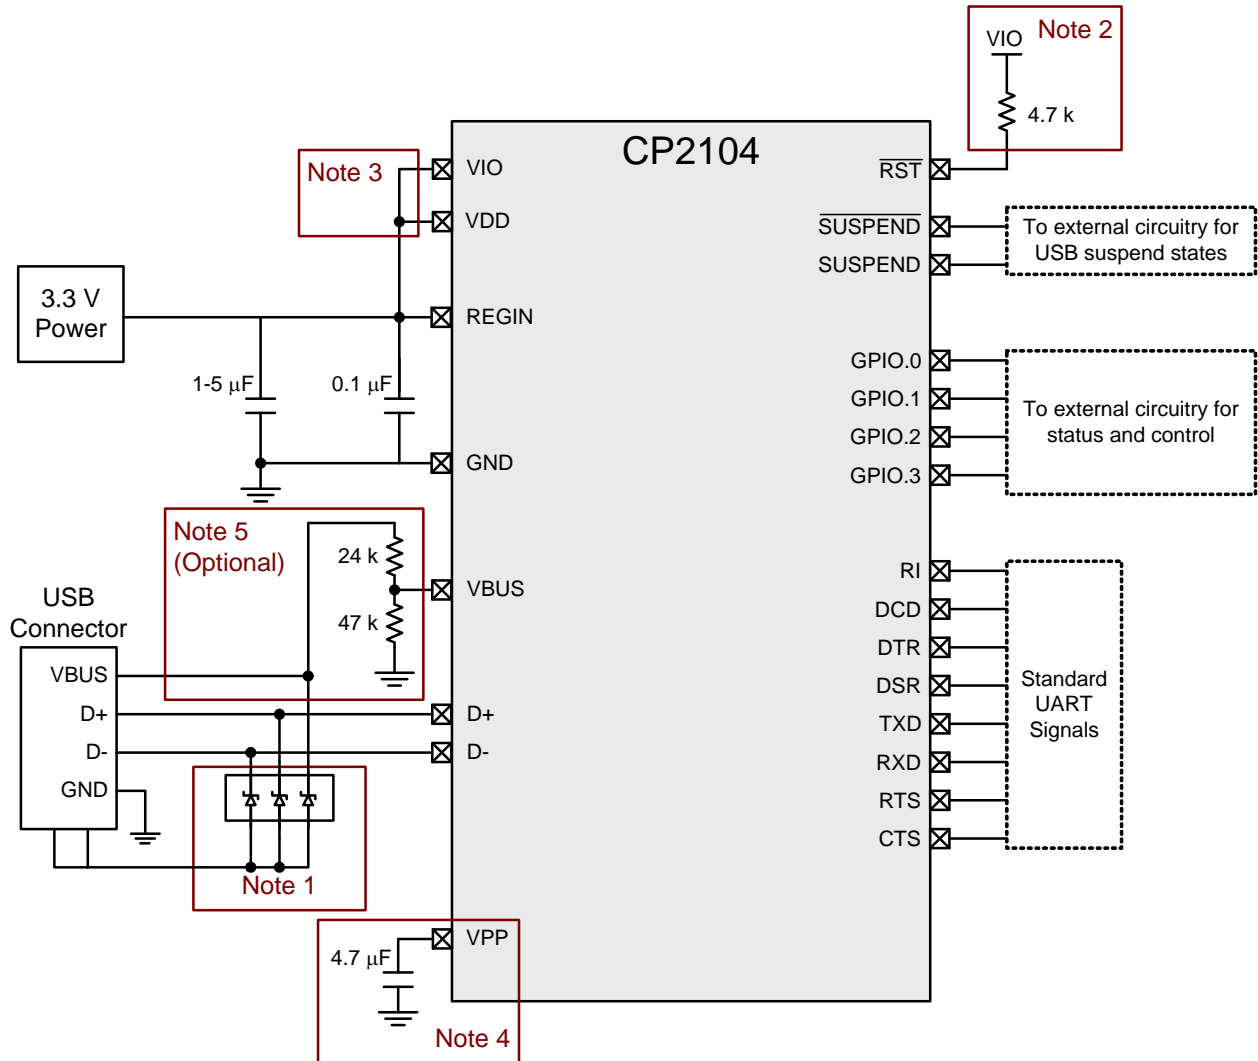 VIO
Note 2
4.7 k
CP2104
Note 3
VIO
VDD
RST
SUSPEND
SUSPEND
To external circuitry for
USB suspend states
3.3 V
Power
REGIN
1-5 μF
0.1 μF
GND
GPIO.0
GPIO.1
GPIO.2
GPIO.3
To external circuitry for
status and control
Note 5
(Optional)
24 k
47 k
VBUS
USB
Connector
VBUS
D+
D-
GND
D+
D-
Note 1
RI
DCD
DTR
DSR
TXD
RXD
RTS
CTS
Standard
UART
Signals
VPP
4.7 μF
Note 4